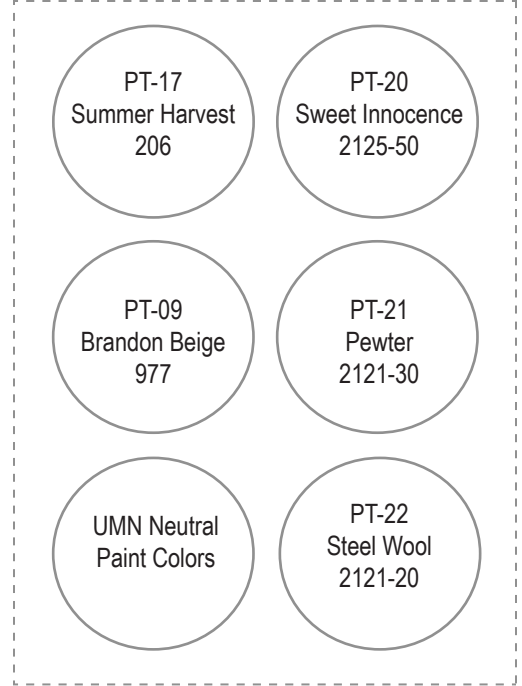 PT-17
Summer Harvest
206
PT-20
Sweet Innocence
2125-50
PT-09
Brandon Beige
977
PT-21
Pewter
2121-30
UMN Neutral
Paint Colors
PT-22
Steel Wool
2121-20